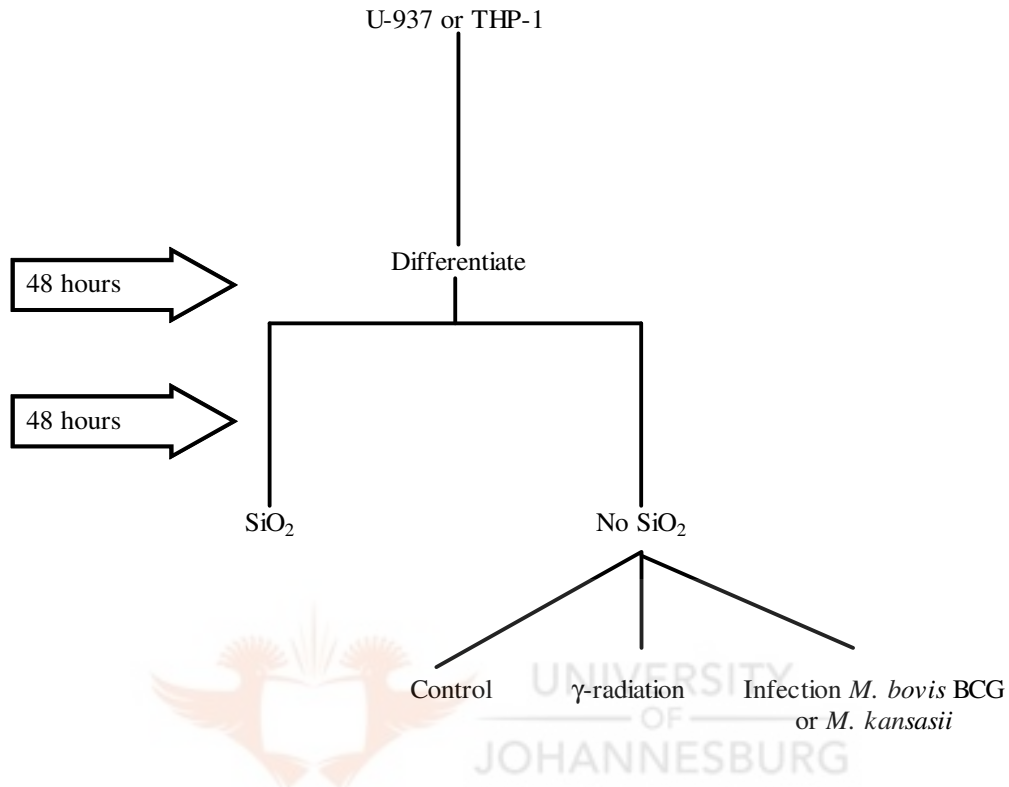 U-937 or THP-1
Differentiate
48 hours
48 hours
SiO₂
No SiO₂
Control
γ-radiation
Infection M. bovis BCG
or M. kansasii
UNIVERSITY
OF
JOHANNESBURG